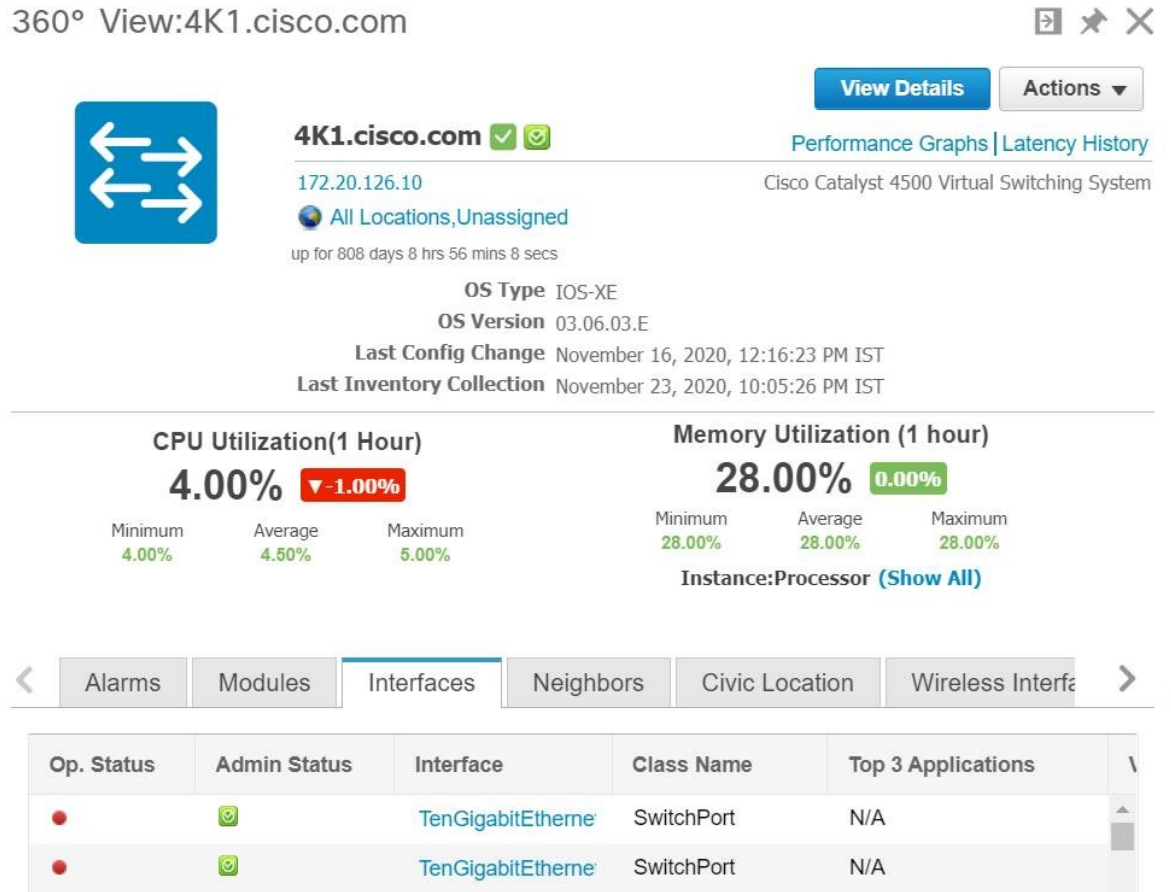 360° View:4K1.cisco.com
View Details Actions
4K1.cisco.com
Performance Graphs | Latency History
172.20.126.10 Cisco Catalyst 4500 Virtual Switching System
All Locations,Unassigned
up for 808 days 8 hrs 56 mins 8 secs
OS Type IOS-XE
OS Version 03.06.03.E
Last Config Change November 16, 2020, 12:16:23 PM IST
Last Inventory Collection November 23, 2020, 10:05:26 PM IST
CPU Utilization(1 Hour)
4.00% ▼-1.00%
Minimum Average Maximum
4.00% 4.50% 5.00%
Memory Utilization (1 hour)
28.00% 0.00%
Minimum Average Maximum
28.00% 28.00% 28.00%
Instance:Processor (Show All)
Alarms Modules Interfaces Neighbors Civic Location Wireless Interfa
Op. Status Admin Status Interface Class Name Top 3 Applications
TenGigabitEtherne SwitchPort N/A
TenGigabitEtherne SwitchPort N/A